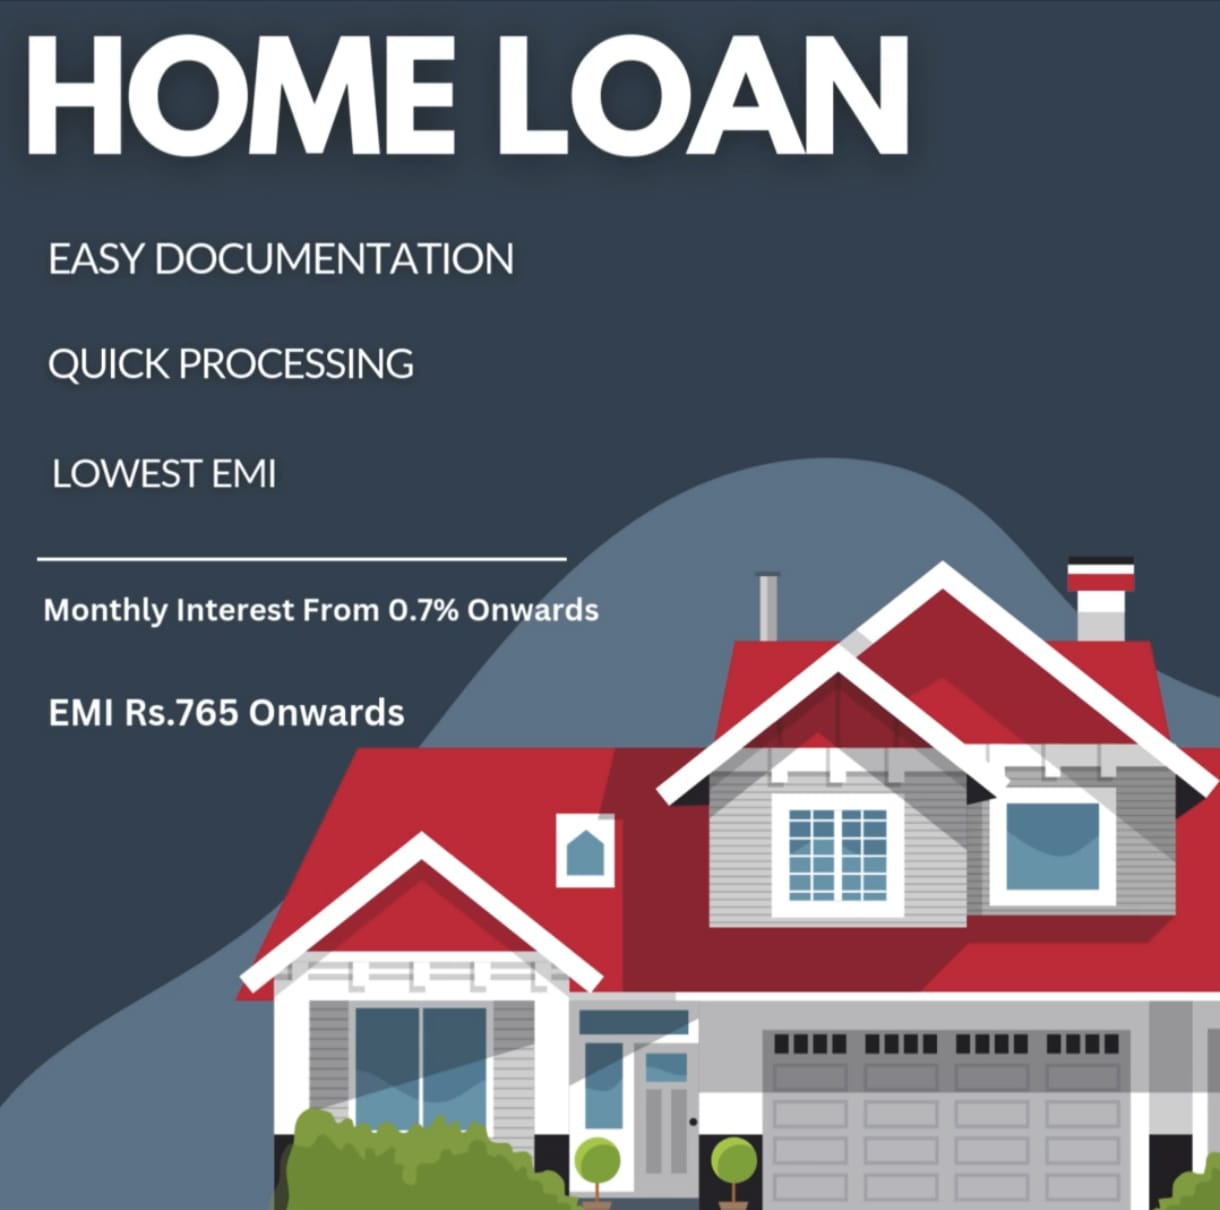 HOME LOAN
EASY DOCUMENTATION
QUICK PROCESSING
LOWEST EMI
Monthly Interest From 0.7% Onwards
EMI Rs.765 Onwards